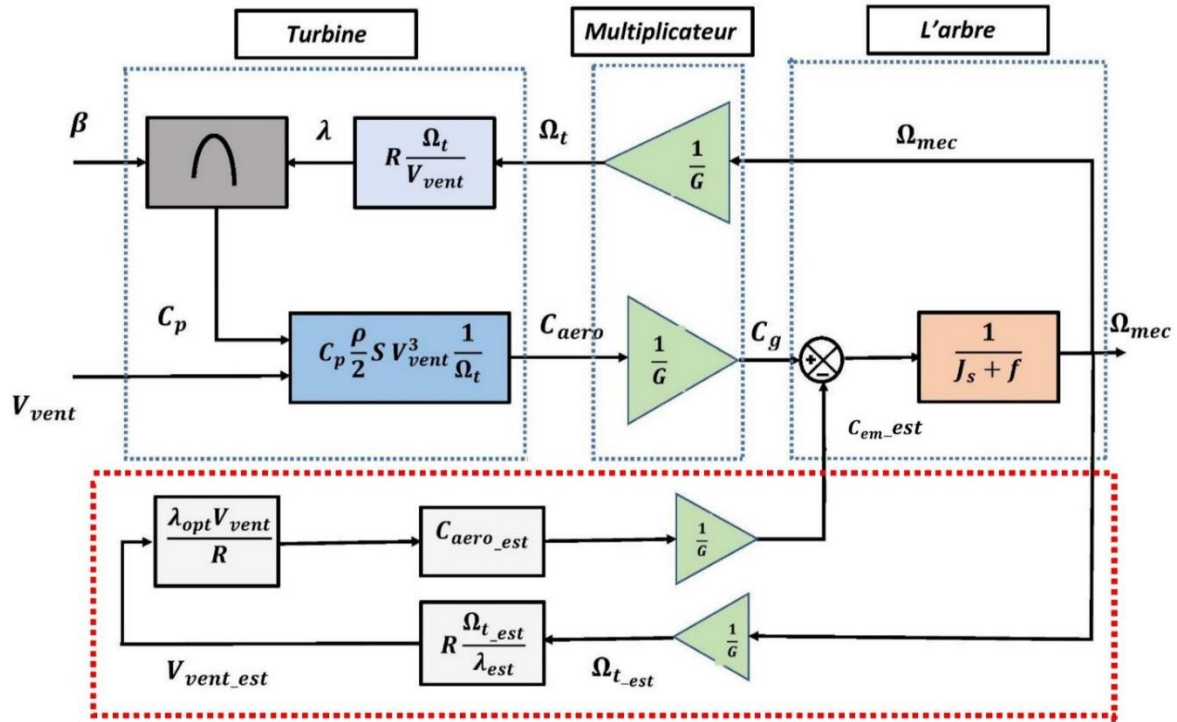 Turbine
Multiplicateur
L'arbre
β
λ
R Ω_t / V_vent
Ω_t
1/G
Ω_mec
C_p
C_p ρ/2 S V_vent^3 1/Ω_t
C_aero
1/G
C_g
+
−
1 / (J_s + f)
Ω_mec
V_vent
C_em_est
λ_opt V_vent / R
C_aero_est
1/G
R Ω_t_est / λ_est
1/G
V_vent_est
Ω_t_est